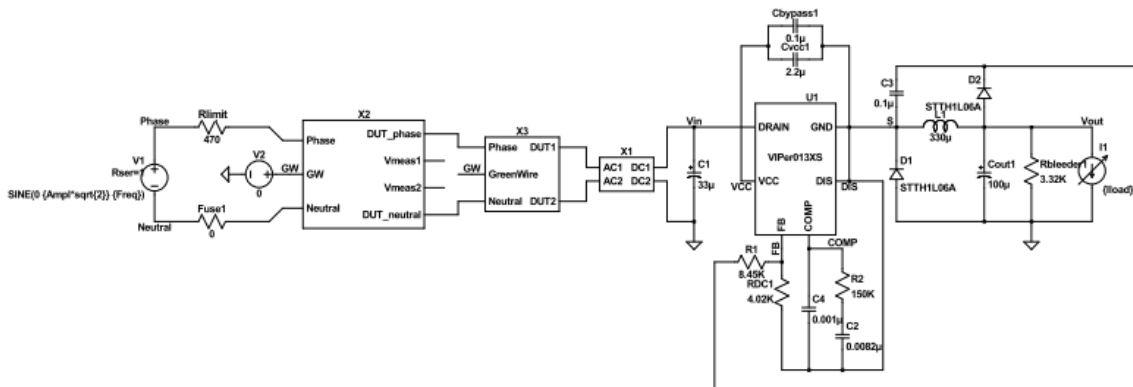 Cbypass1
0.1µ
Cvcc1
2.2µ
U1
DRAIN
GND
VIPer013XS
VCC
VCC
DIS
DIS
FB
COMP
FB
COMP
Phase
Rlimit
470
V1
Rser=
SINE(0 {Ampl*sqrt{2}} {Freq})
Neutral
Fuse1
0
V2
0
GW
X2
Phase
GW
Neutral
DUT_phase
Vmeas1
Vmeas2
DUT_neutral
X3
Phase
GW
GreenWire
Neutral
DUT1
DUT2
X1
AC1
DC1
AC2
DC2
Vin
C1
33µ
R1
8.45K
RDC1
4.02K
C4
0.001µ
R2
150K
C2
0.0082µ
C3
0.1µ
S
D1
STTH1L06A
D2
STTH1L06A
L1
330µ
Cout1
100µ
Rbleeder1
3.32K
Vout
I1
{Iload}